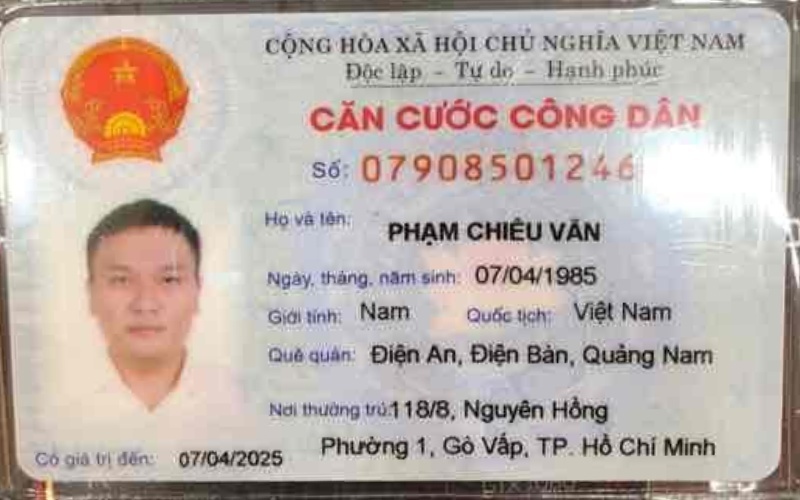 CỘNG HÒA XÃ HỘI CHỦ NGHĨA VIỆT NAM
Độc lập - Tự do - Hạnh phúc
CĂN CƯỚC CÔNG DÂN
Số: 07908501246
Họ và tên: PHẠM CHIÊU VĂN
Ngày, tháng, năm sinh: 07/04/1985
Giới tính: Nam Quốc tịch: Việt Nam
Quê quán: Điện An, Điện Bàn, Quảng Nam
Nơi thường trú: 118/8, Nguyên Hồng
Phường 1, Gò Vấp, TP. Hồ Chí Minh
Có giá trị đến: 07/04/2025